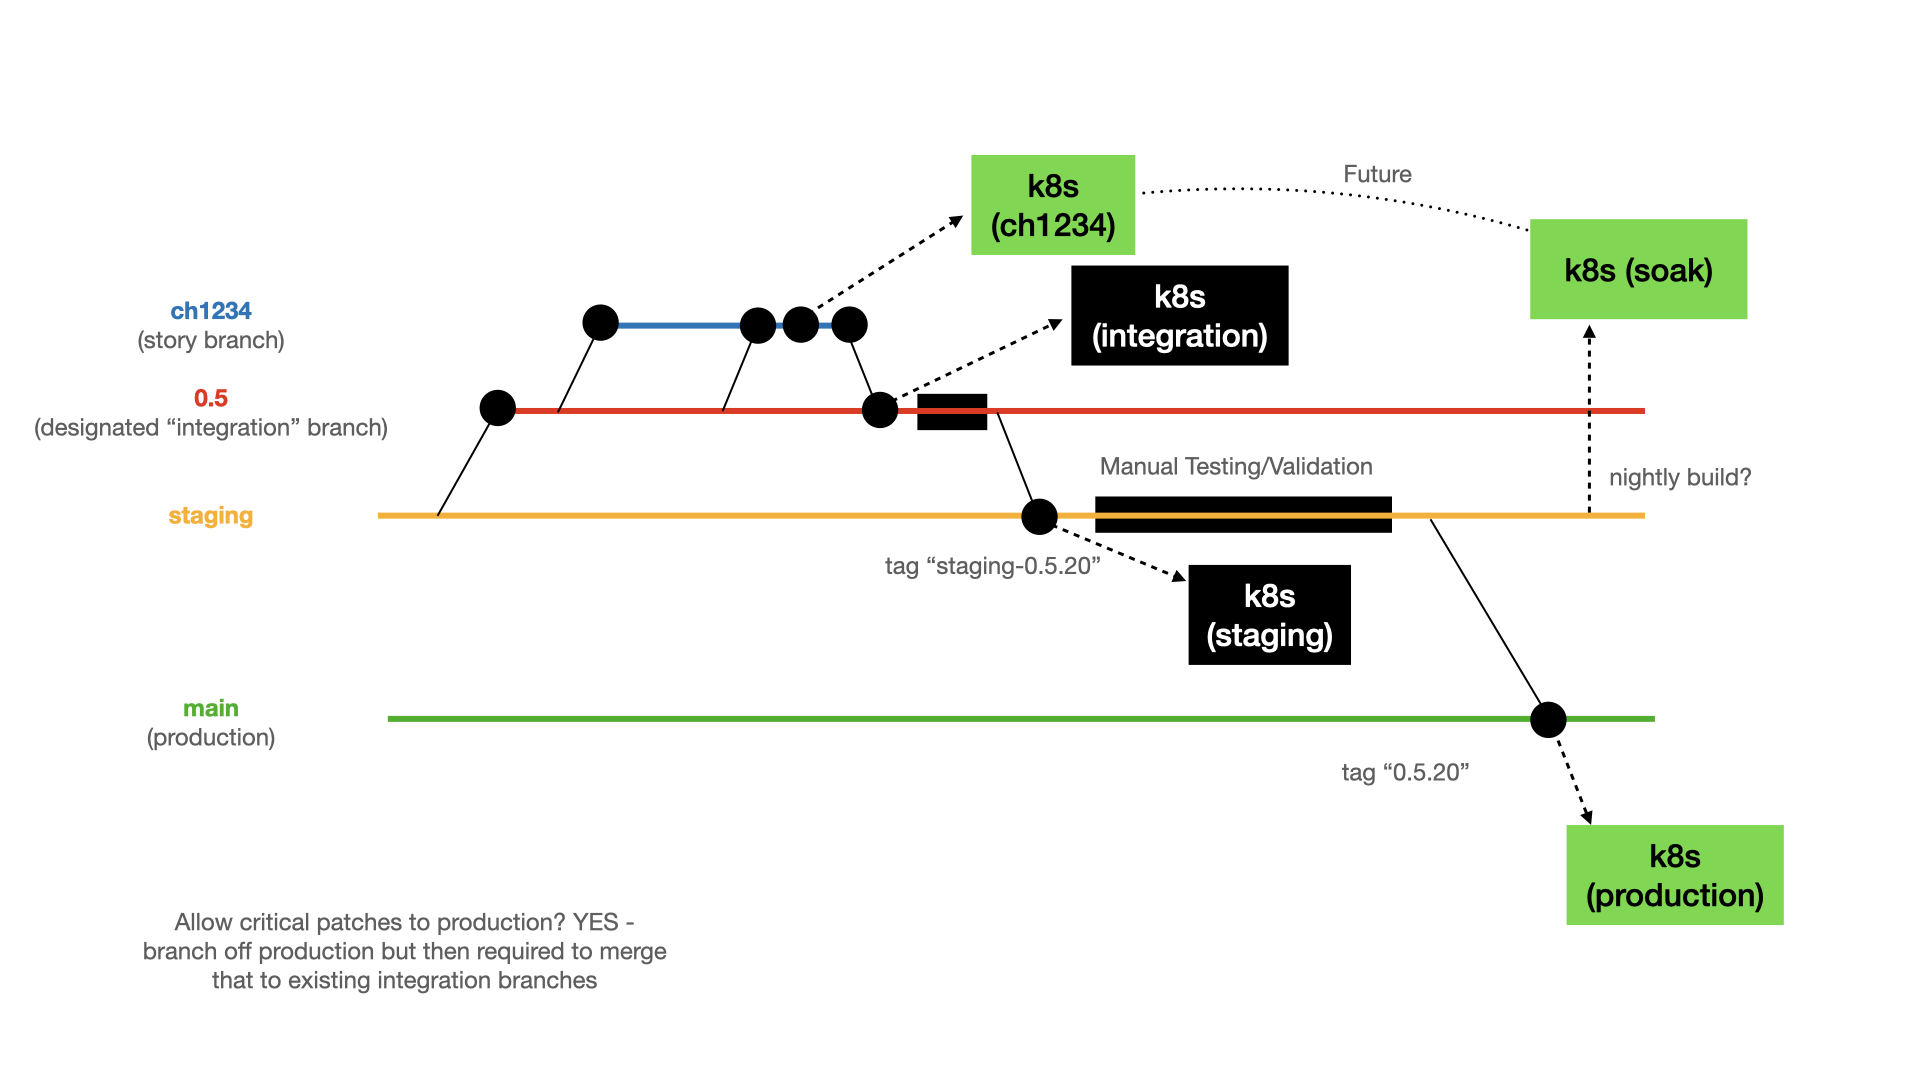 k8s
(ch1234)
Future
k8s (soak)
k8s
(integration)
ch1234
(story branch)
0.5
(designated “integration” branch)
Manual Testing/Validation
nightly build?
staging
tag “staging-0.5.20”
k8s
(staging)
main
(production)
tag “0.5.20”
k8s
(production)
Allow critical patches to production? YES -
branch off production but then required to merge
that to existing integration branches